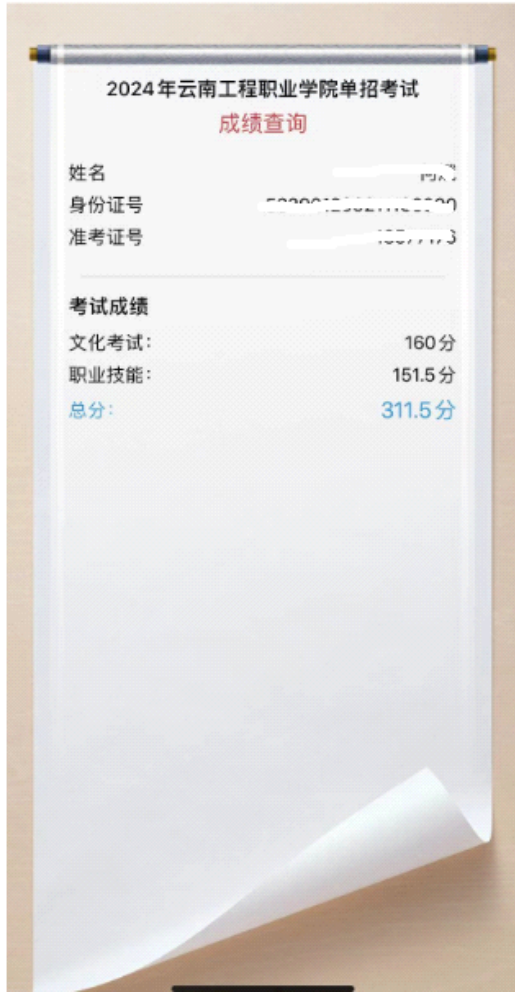 2024年云南工程职业学院单招考试
成绩查询
姓名
身份证号
准考证号
考试成绩
文化考试： 160分
职业技能： 151.5分
总分： 311.5分